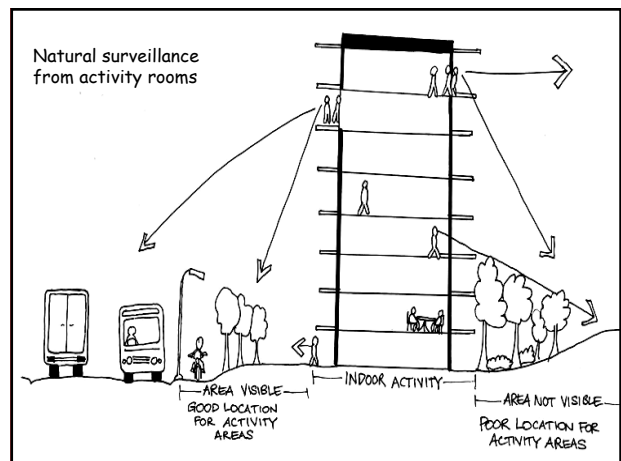 Natural surveillance
from activity rooms
AREA VISIBLE
GOOD LOCATION
FOR ACTIVITY
AREAS
INDOOR ACTIVITY
AREA NOT VISIBLE
POOR LOCATION FOR
ACTIVITY AREAS